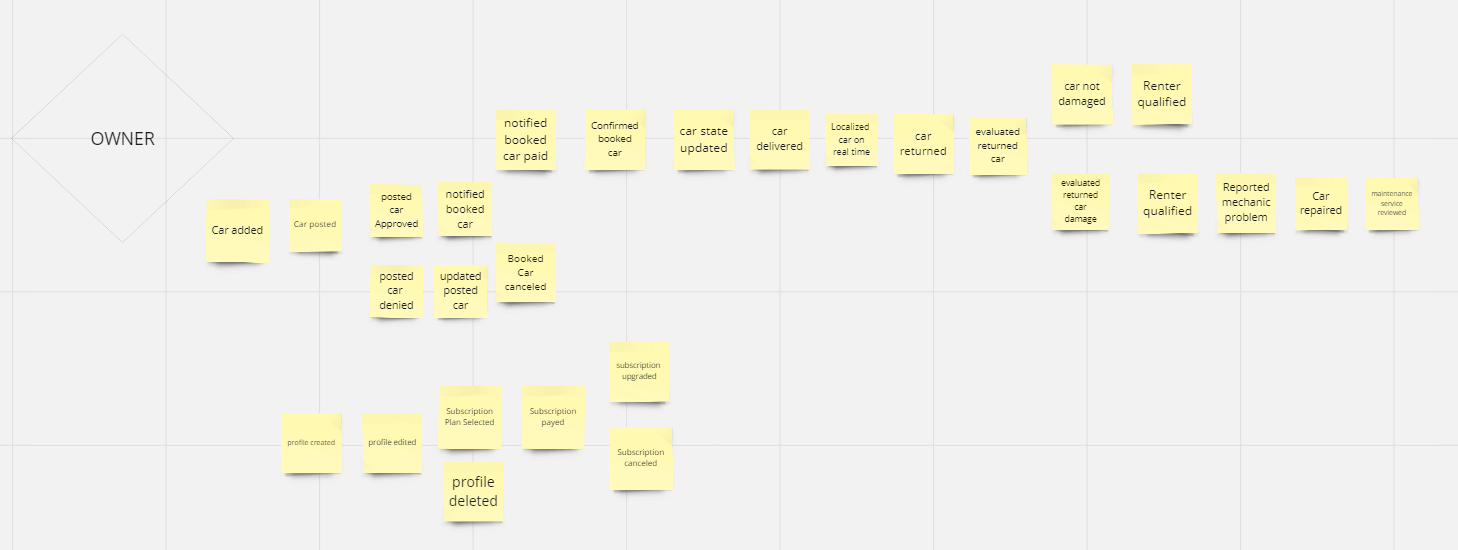 OWNER
Car added
Car posted
posted
car
Approved
notified
booked
car
posted
car
denied
updated
posted
car
notified
booked
car paid
Booked
Car
canceled
Confirmed
booked
car
car state
updated
car
delivered
Localized
car on
real time
car
returned
evaluated
returned
car
car not
damaged
Renter
qualified
evaluated
returned
car
damage
Renter
qualified
Reported
mechanic
problem
Car
repaired
maintenance
service
reviewed
profile created
profile edited
Subscription
Plan Selected
profile
deleted
Subscription
payed
subscription
upgraded
Subscription
canceled